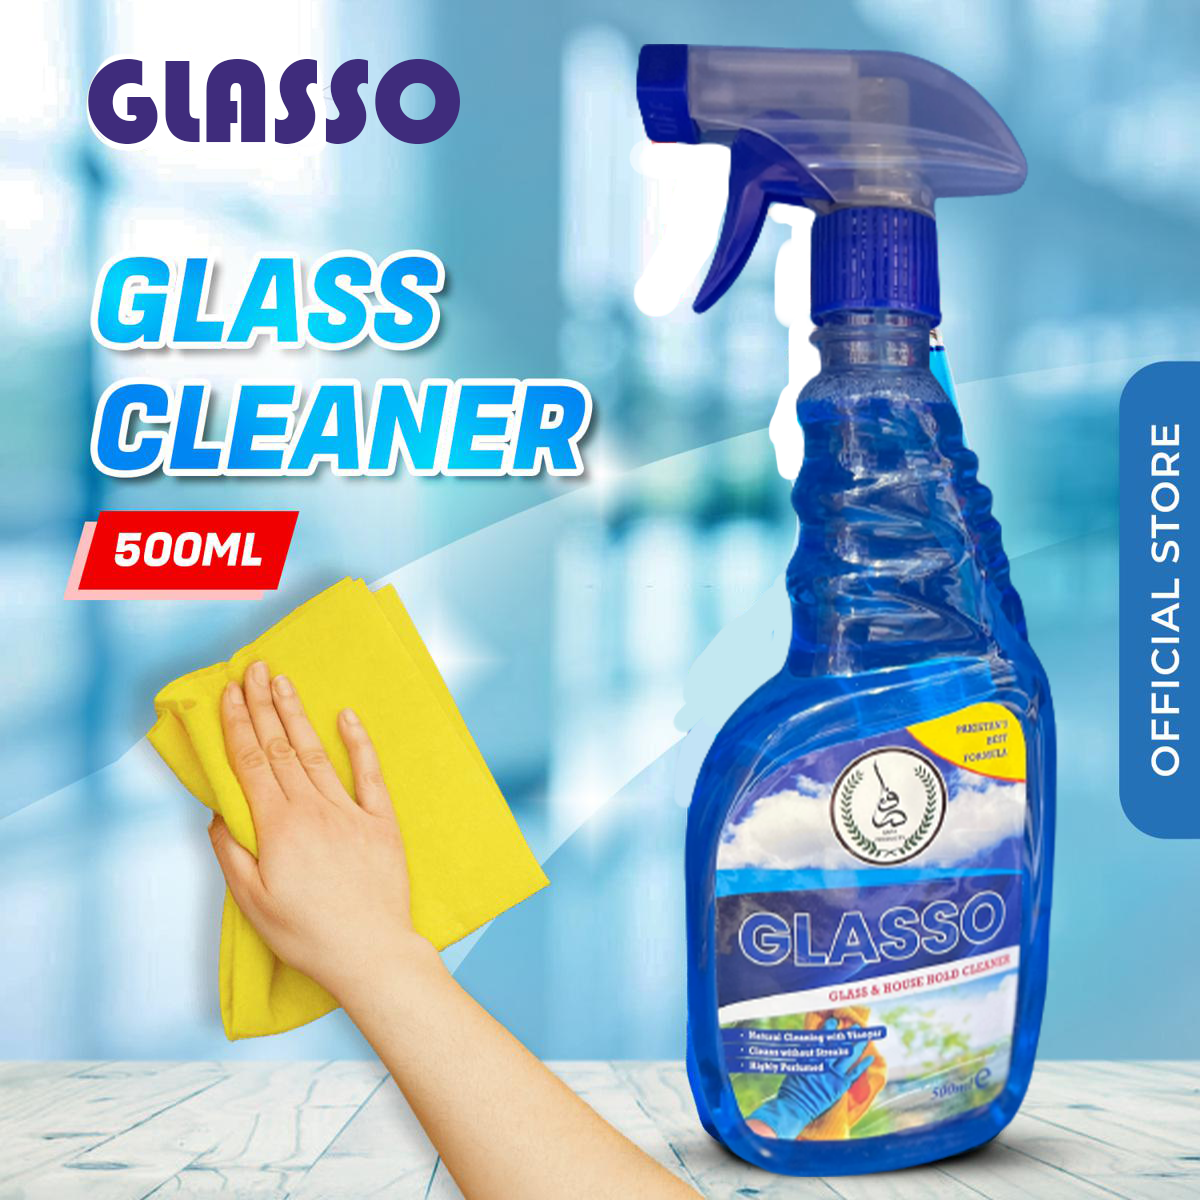 GLASSO
GLASS
CLEANER
500ML
OFFICIAL STORE
PAKISTAN'S
BEST
FORMULA
PRODUCTS
GLASSO
GLASS & HOUSE HOLD CLEANER
· Natural Cleaning with Vinegar
· Cleans without Streaks
· Highly Perfumed
500ml e